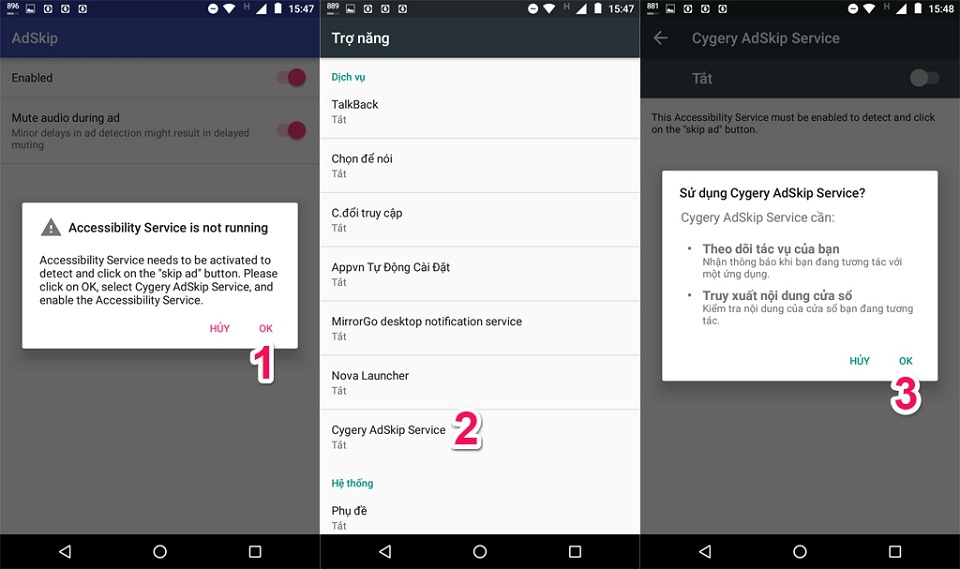 896
H
15:47
AdSkip
Enabled
Mute audio during ad
Minor delays in ad detection might result in delayed
muting
Accessibility Service is not running
Accessibility Service needs to be activated to
detect and click on the "skip ad" button. Please
click on OK, select Cygery AdSkip Service, and
enable the Accessibility Service.
HỦY
OK
1
889
H
15:47
Trợ năng
Dịch vụ
TalkBack
Tắt
Chọn để nói
Tắt
C.đổi truy cập
Tắt
Appvn Tự Động Cài Đặt
Tắt
MirrorGo desktop notification service
Tắt
Nova Launcher
Tắt
Cygery AdSkip Service
Tắt
2
Hệ thống
Phụ đề
Tắt
881
H
15:48
Cygery AdSkip Service
Tắt
This Accessibility Service must be enabled to detect and click
on the "skip ad" button.
Sử dụng Cygery AdSkip Service?
Cygery AdSkip Service cần:
• Theo dõi tác vụ của bạn
Nhận thông báo khi bạn đang tương tác với
một ứng dụng.
• Truy xuất nội dung cửa sổ
Kiểm tra nội dung của cửa sổ bạn đang tương
tác.
HỦY
OK
3